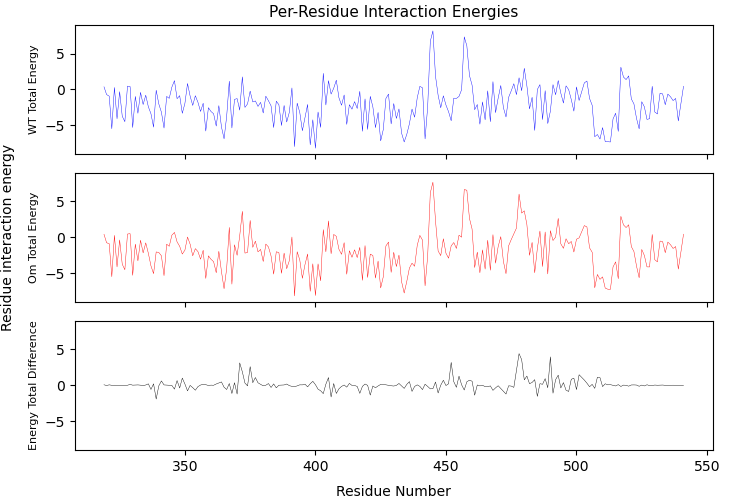 Per-Residue Interaction Energies
Residue interaction energy
WT Total Energy
5
0
−5
Om Total Energy
5
0
−5
Energy Total Difference
5
0
−5
350
400
450
500
550
Residue Number